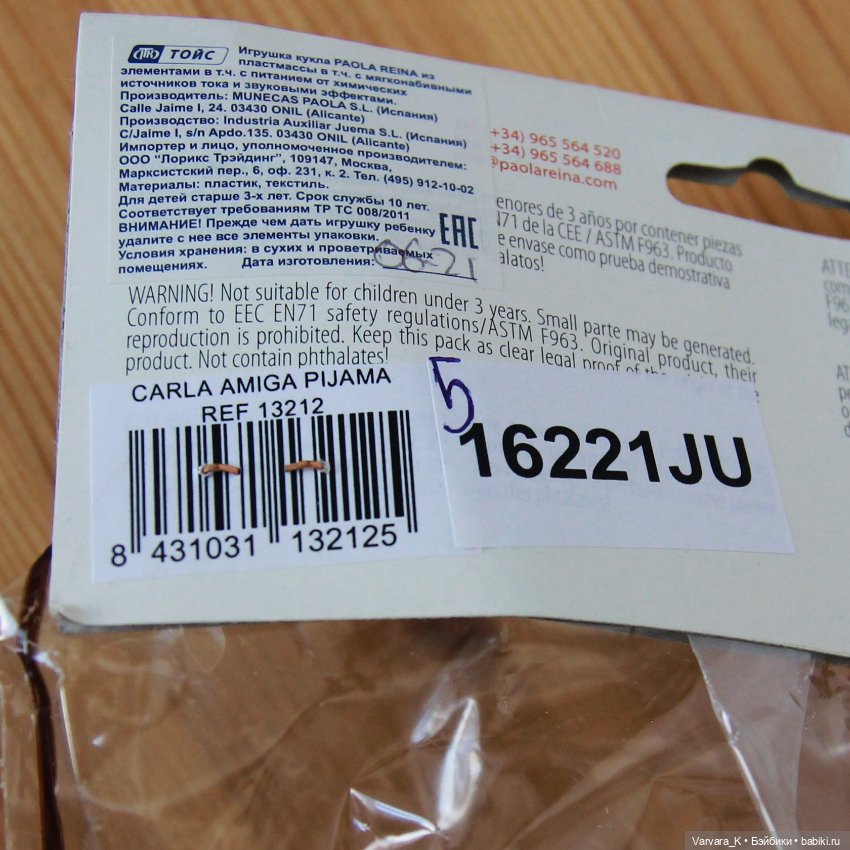 ТПК ТОЙС
Игрушка кукла PAOLA REINA из
пластмассы в т.ч. с мягконабивными
элементами в т.ч. с питанием от химических
источников тока и звуковыми эффектами.
Производитель: MUNECAS PAOLA S.L. (Испания)
Calle Jaime I, 24. 03430 ONIL (Alicante)
Производство: Industria Auxiliar Juema S.L. (Испания)
C/Jaime I, s/n Apdo.135. 03430 ONIL (Alicante)
Импортер и лицо, уполномоченное производителем:
ООО "Лорикс Трэйдинг", 109147, Москва,
Марксистский пер., 6, оф. 231, к. 2. Тел. (495) 912-10-02
Материалы: пластик, текстиль.
Для детей старше 3-х лет. Срок службы 10 лет.
Соответствует требованиям ТР ТС 008/2011
ВНИМАНИЕ! Прежде чем дать игрушку ребенку
удалите с нее все элементы упаковки.
Условия хранения: в сухих и проветриваемых
помещениях. Дата изготовления: 06-21
EAC
+34) 965 564 520
+34) 965 564 688
@paolareina.com
enores de 3 años por contener piezas
N71 de la CEE / ASTM F963. Producto
e envase como prueba demostrativa
alatos!
WARNING! Not suitable for children under 3 years. Small parte may be generated.
Conform to EEC EN71 safety regulations/ASTM F963. Original product, their
reproduction is prohibited. Keep this pack as clear legal proof of the
product. Not contain phthalates!
CARLA AMIGA PIJAMA
REF 13212
8 431031 132125
5
16221JU
ATTE
com
F96
lega
Varvara_K • Бэйбики • babiki.ru